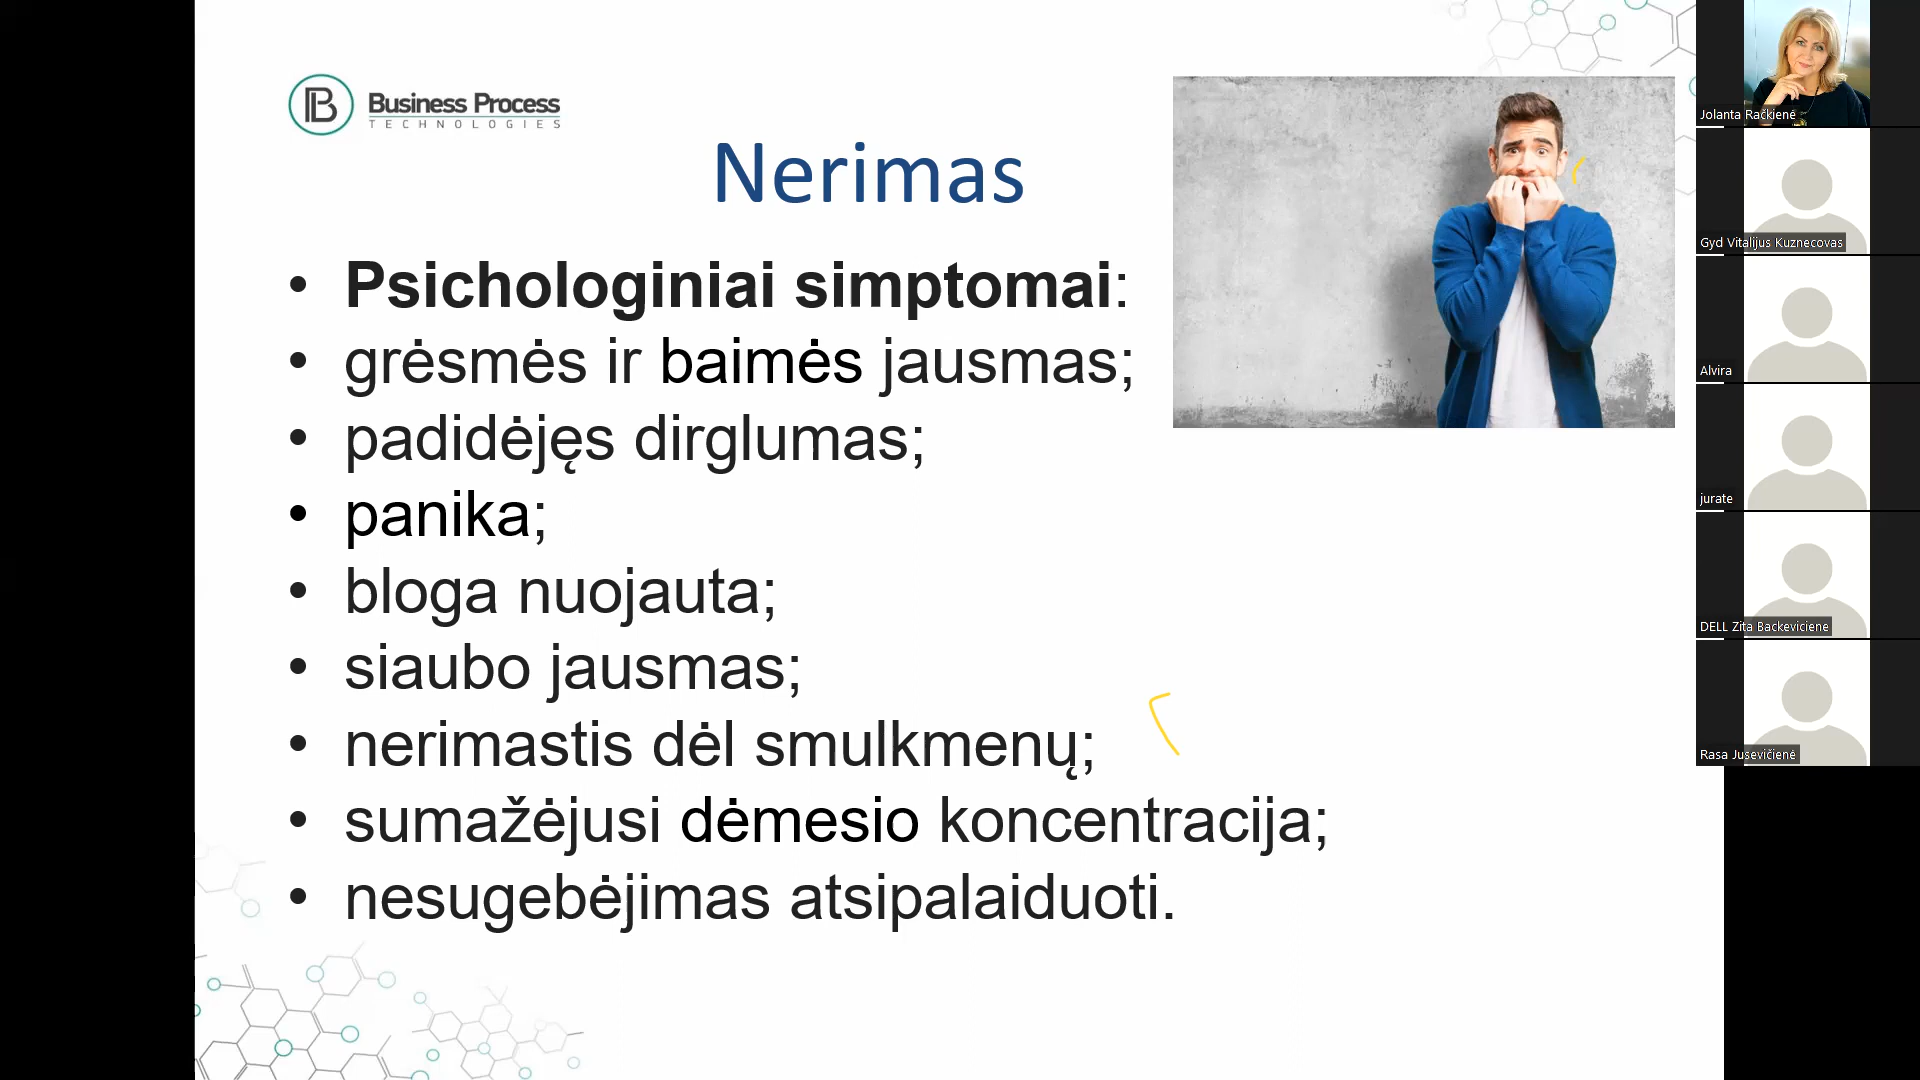 Business Process
TECHNOLOGIES
Nerimas
• Psichologiniai simptomai:
• grėsmės ir baimės jausmas;
• padidėjęs dirglumas;
• panika;
• bloga nuojauta;
• siaubo jausmas;
• nerimastis dėl smulkmenų;
• sumažėjusi dėmesio koncentracija;
• nesugebėjimas atsipalaiduoti.
Jolanta Račkienė
Gyd Vitalijus Kuznecovas
Alvira
jurate
DELL Zita Backeviciene
Rasa Jusevičienė